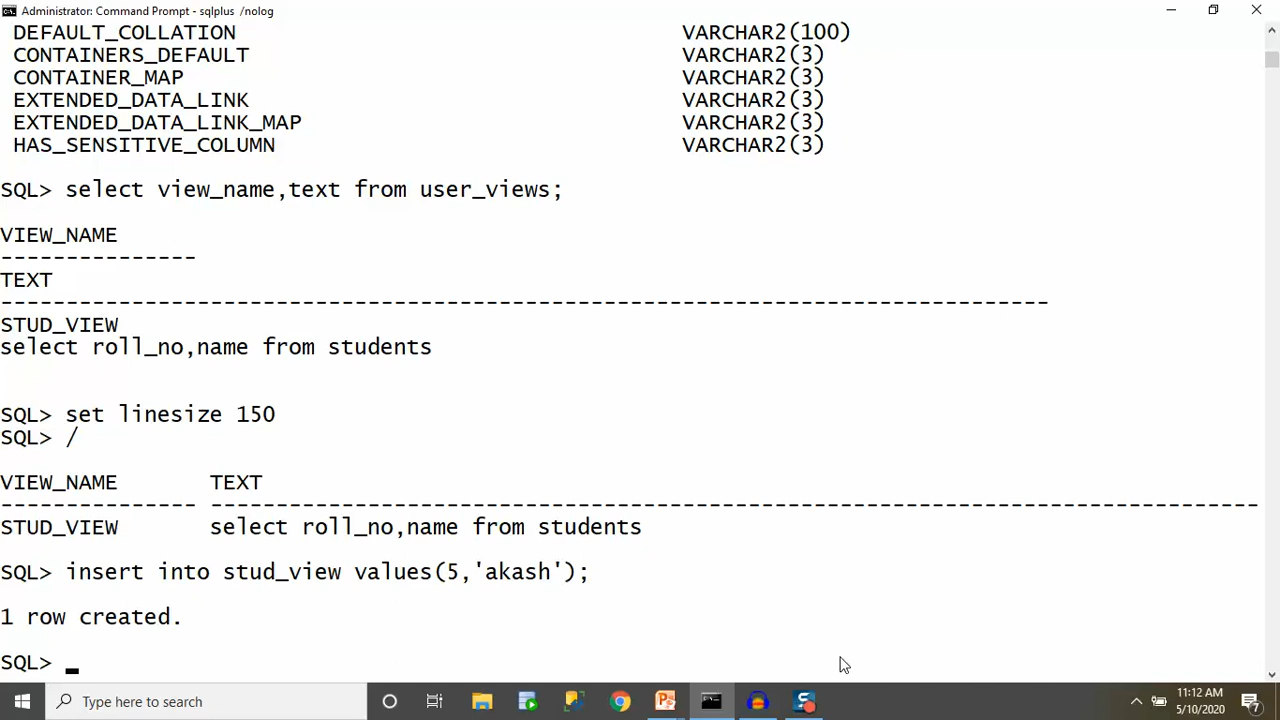 Administrator: Command Prompt - sqlplus /nolog
DEFAULT_COLLATION VARCHAR2(100)
CONTAINERS_DEFAULT VARCHAR2(3)
CONTAINER_MAP VARCHAR2(3)
EXTENDED_DATA_LINK VARCHAR2(3)
EXTENDED_DATA_LINK_MAP VARCHAR2(3)
HAS_SENSITIVE_COLUMN VARCHAR2(3)
SQL> select view_name,text from user_views;
VIEW_NAME
---------------
TEXT
--------------------------------------------------------------------------------
STUD_VIEW
select roll_no,name from students
SQL> set linesize 150
SQL> /
VIEW_NAME TEXT
--------------- --------------------------------------------------------------------------------
STUD_VIEW select roll_no,name from students
SQL> insert into stud_view values(5,'akash');
1 row created.
SQL>
Type here to search
11:12 AM
5/10/2020
7